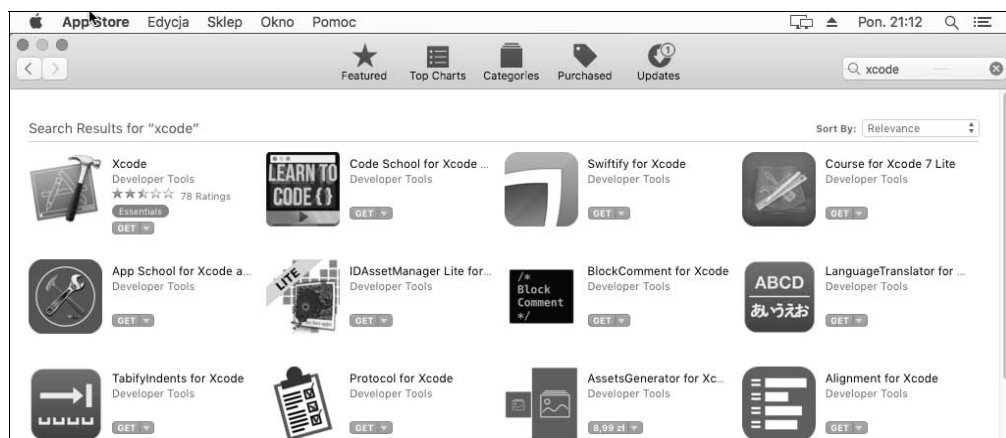 App Store Edycja Sklep Okno Pomoc Pon. 21:12
1
Featured Top Charts Categories Purchased Updates
xcode
Search Results for “xcode”
Sort By: Relevance
Xcode
Developer Tools
78 Ratings
Essentials
GET
LEARN TO
CODE { }
Code School for Xcode ...
Developer Tools
GET
Swiftify for Xcode
Developer Tools
GET
Course for Xcode 7 Lite
Developer Tools
GET
App School for Xcode a...
Developer Tools
GET
LITE
IDAssetManager Lite for...
Developer Tools
GET
/*
Block
Comment
*/
BlockComment for Xcode
Developer Tools
GET
ABCD
あいうえお
LanguageTranslator for ...
Developer Tools
GET
TabifyIndents for Xcode
Developer Tools
GET
Protocol for Xcode
Developer Tools
GET
AssetsGenerator for Xc...
Developer Tools
8,99 zł
Alignment for Xcode
Developer Tools
GET